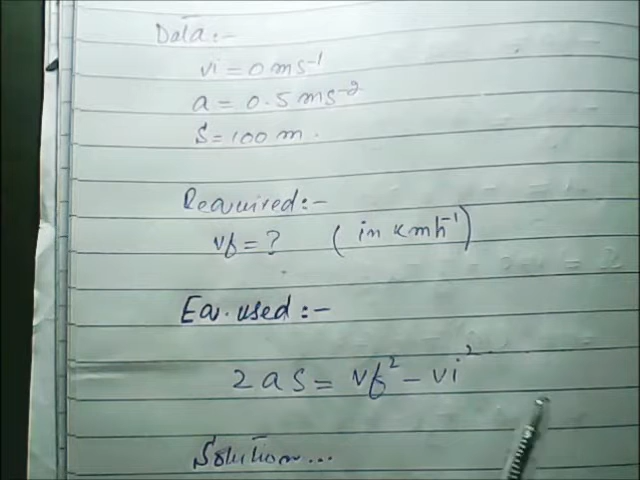 Data:-
vi = 0 ms⁻¹
a = 0.5 ms⁻²
S = 100 m.
Required:-
vf = ? (in kmh⁻¹)
Eq. used:-
2as = vf² - vi²
Solution...